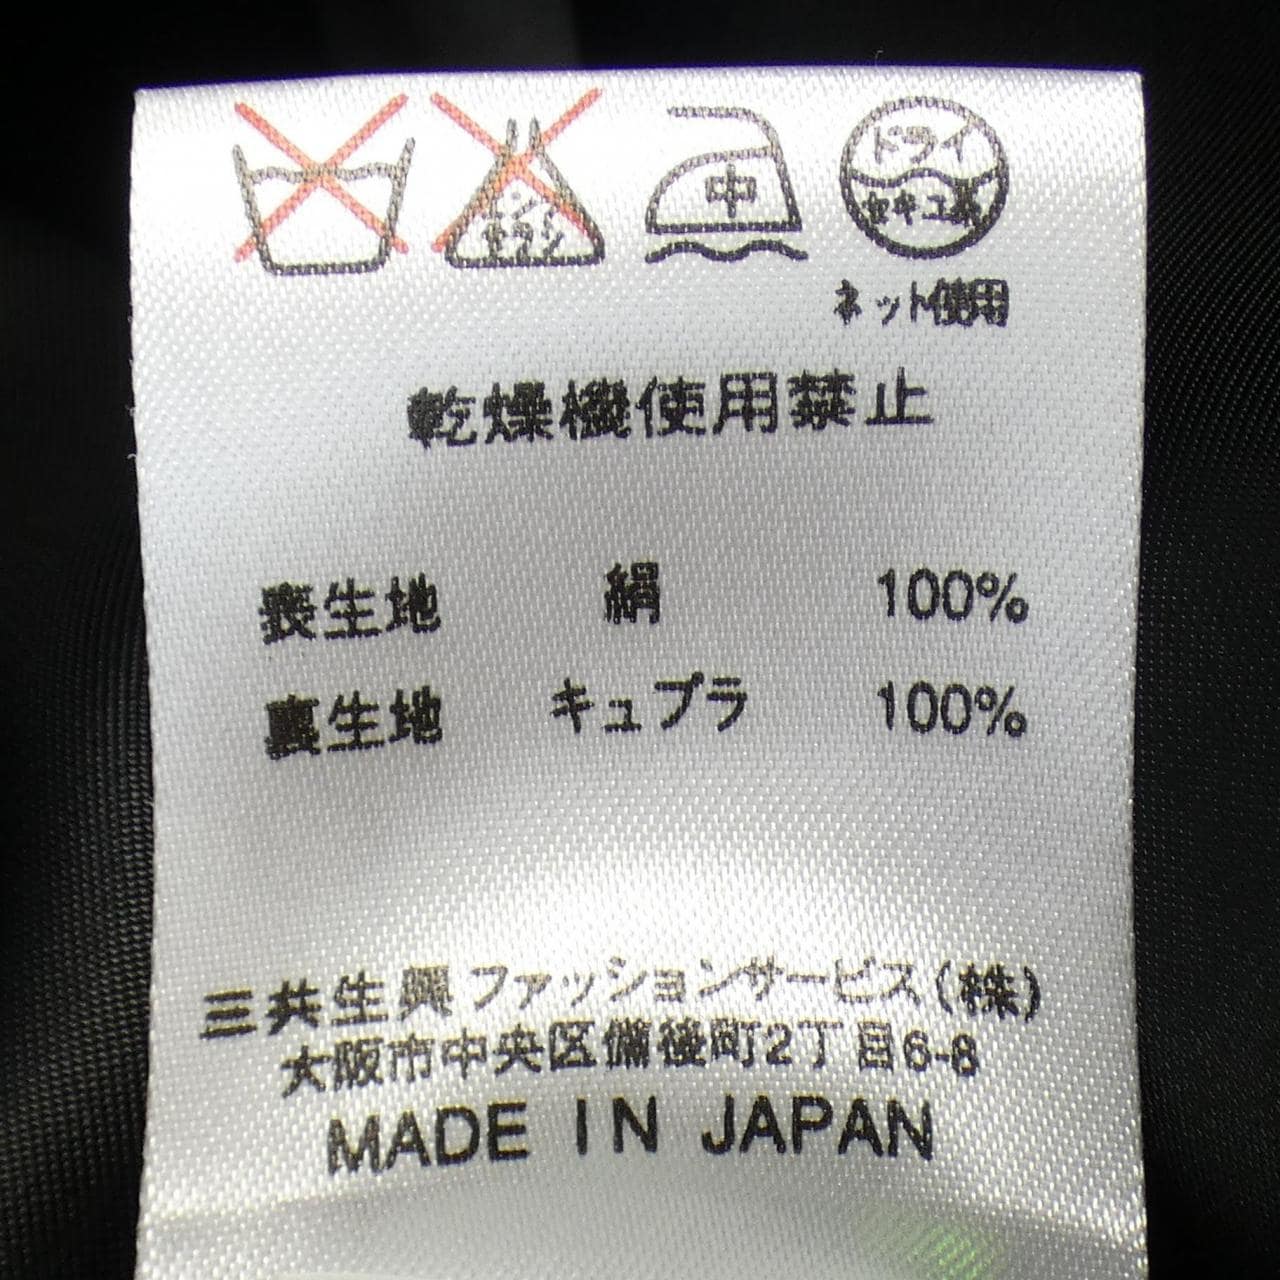 エンソ
サラシ
中
ドライ
セキユ系
ネット使用
乾燥機使用禁止
表生地 絹 100%
裏生地 キュプラ 100%
三共生興ファッションサービス(株)
大阪市中央区備後町2丁目6-8
MADE IN JAPAN